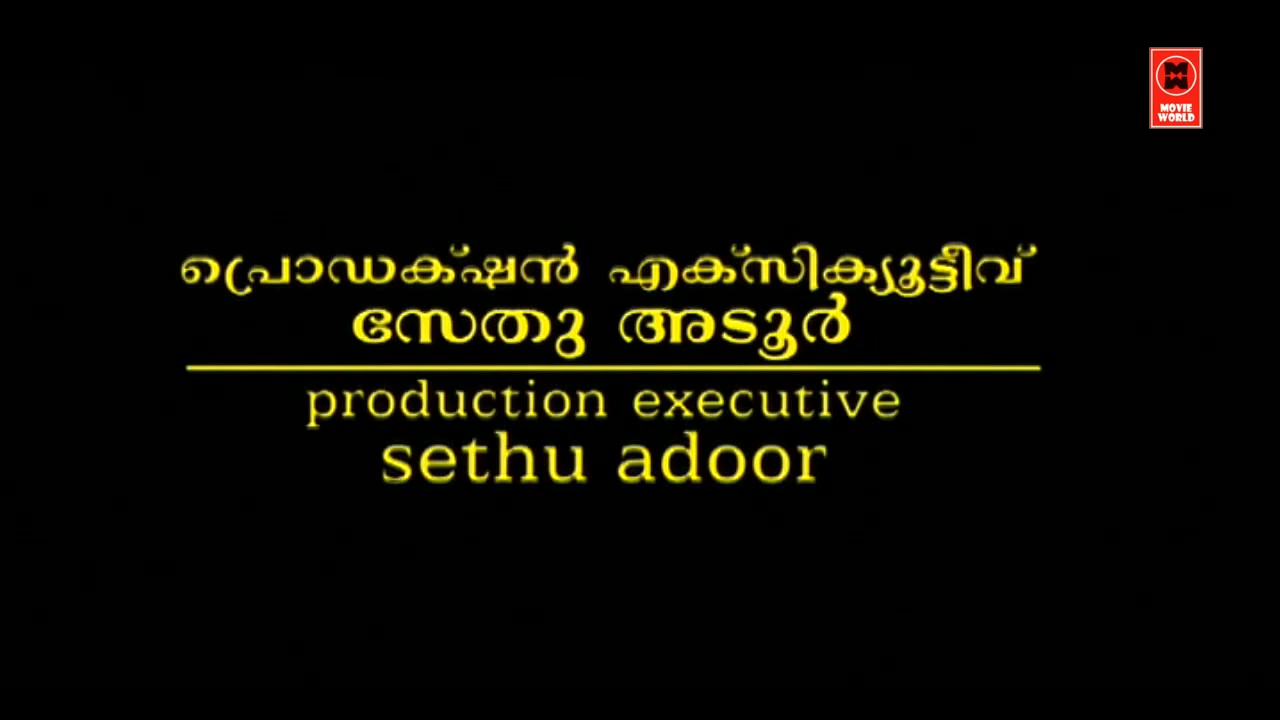 പ്രൊഡക്ഷൻ എക്സിക്യൂട്ടീവ്
സേതു അടൂർ
production executive
sethu adoor
MOVIE
WORLD